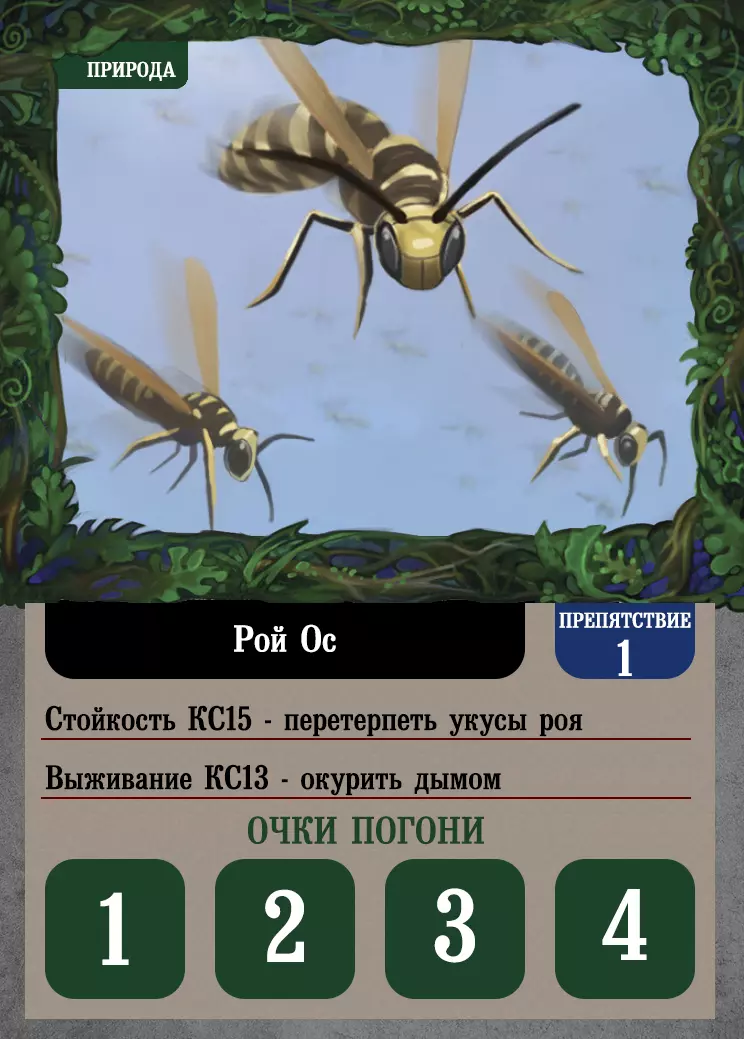 ПРИРОДА
Рой Ос
ПРЕПЯТСТВИЕ
1
Стойкость КС15 - перетерпеть укусы роя
Выживание КС13 - окурить дымом
ОЧКИ ПОГОНИ
1 2 3 4